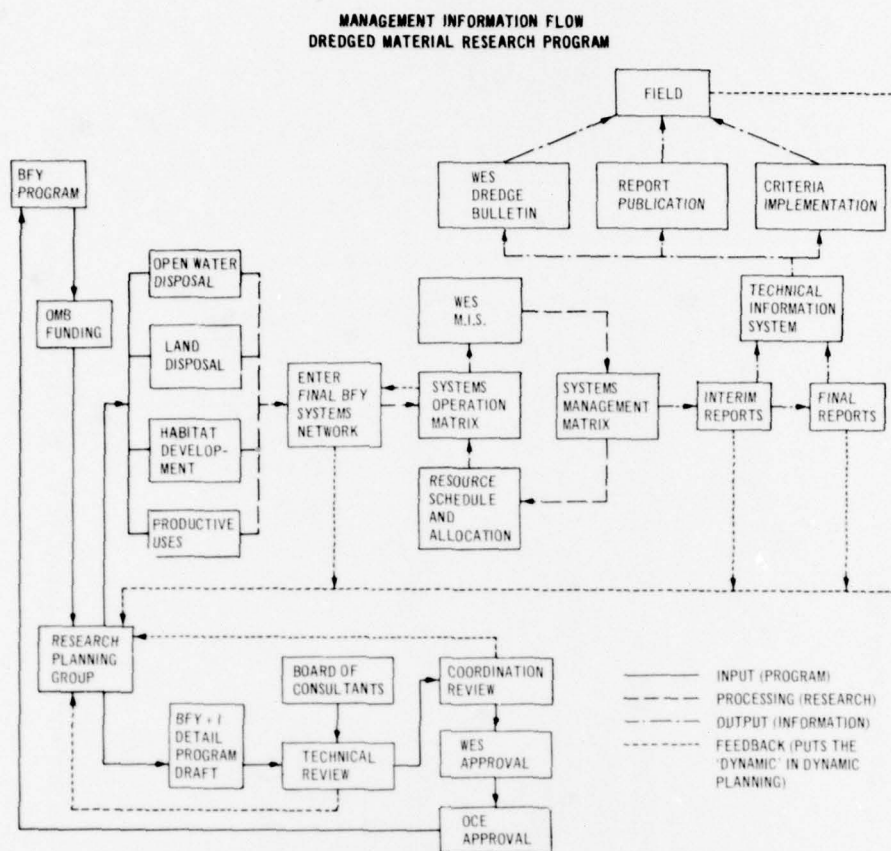 MANAGEMENT INFORMATION FLOW
DREDGED MATERIAL RESEARCH PROGRAM
FIELD
BFY
PROGRAM
WES
DREDGE
BULLETIN
REPORT
PUBLICATION
CRITERIA
IMPLEMENTATION
OPEN WATER
DISPOSAL
OMB
FUNDING
LAND
DISPOSAL
HABITAT
DEVELOP-
MENT
PRODUCTIVE
USES
ENTER
FINAL BFY
SYSTEMS
NETWORK
WES
M.I.S.
SYSTEMS
OPERATION
MATRIX
RESOURCE
SCHEDULE
AND
ALLOCATION
SYSTEMS
MANAGEMENT
MATRIX
TECHNICAL
INFORMATION
SYSTEM
INTERIM
REPORTS
FINAL
REPORTS
RESEARCH
PLANNING
GROUP
BOARD OF
CONSULTANTS
COORDINATION
REVIEW
BFY + 1
DETAIL
PROGRAM
DRAFT
TECHNICAL
REVIEW
WES
APPROVAL
OCE
APPROVAL
INPUT (PROGRAM)
PROCESSING (RESEARCH)
OUTPUT (INFORMATION)
FEEDBACK (PUTS THE
'DYNAMIC' IN DYNAMIC
PLANNING)